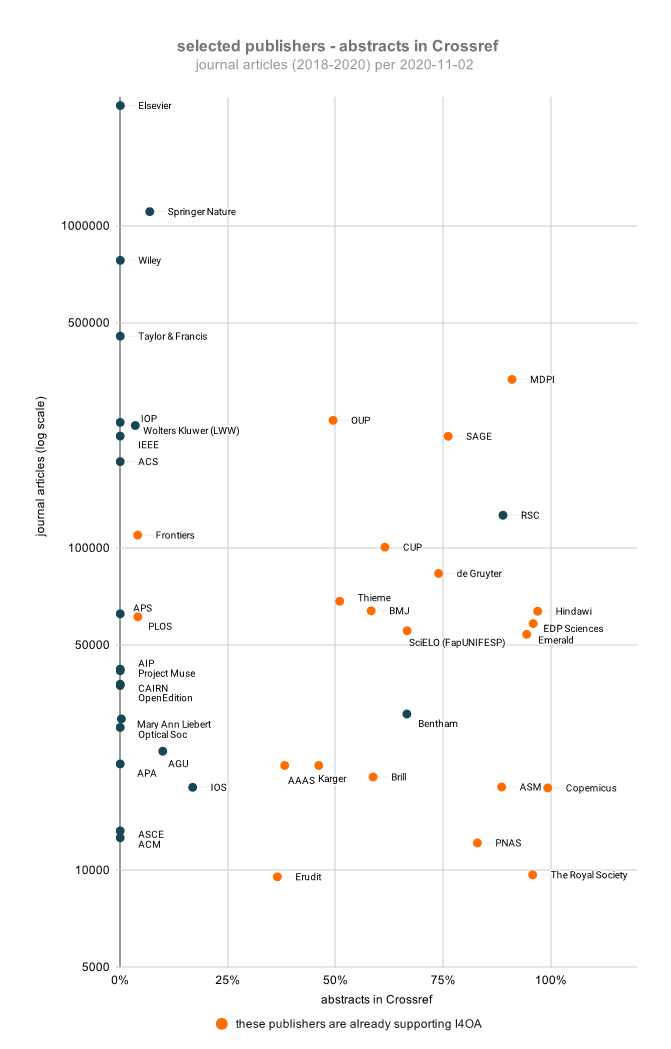 selected publishers - abstracts in Crossref
journal articles (2018-2020) per 2020-11-02
Elsevier
Springer Nature
1000000
Wiley
500000
Taylor & Francis
MDPI
IOP
OUP
Wolters Kluwer (LWW)
SAGE
IEEE
ACS
journal articles (log scale)
RSC
Frontiers
100000
CUP
de Gruyter
Thieme
APS
BMJ
Hindawi
PLOS
EDP Sciences
50000
SciELO (FapUNIFESP)
Emerald
AIP
Project Muse
CAIRN
OpenEdition
Mary Ann Liebert
Bentham
Optical Soc
AGU
APA
AAAS
Karger
Brill
IOS
ASM
Copernicus
ASCE
ACM
PNAS
10000
Erudit
The Royal Society
5000
0%
25%
50%
75%
100%
abstracts in Crossref
these publishers are already supporting I4OA